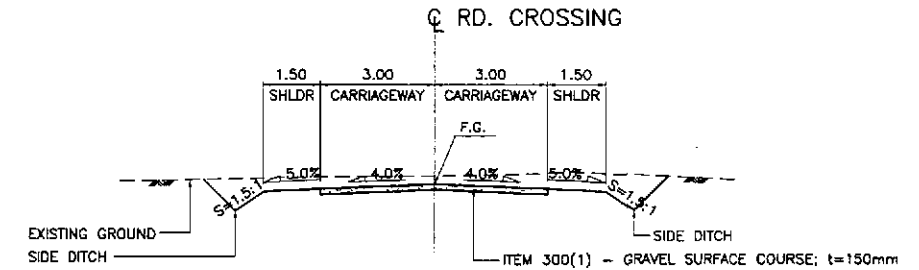 ℄ RD. CROSSING
1.50 3.00 3.00 1.50
SHLDR CARRIAGEWAY CARRIAGEWAY SHLDR
F.G.
5.0% 4.0% 4.0% 5.0%
S=1.5:1 S=1.5:1
EXISTING GROUND
SIDE DITCH SIDE DITCH
ITEM 300(1) - GRAVEL SURFACE COURSE; t=150mm